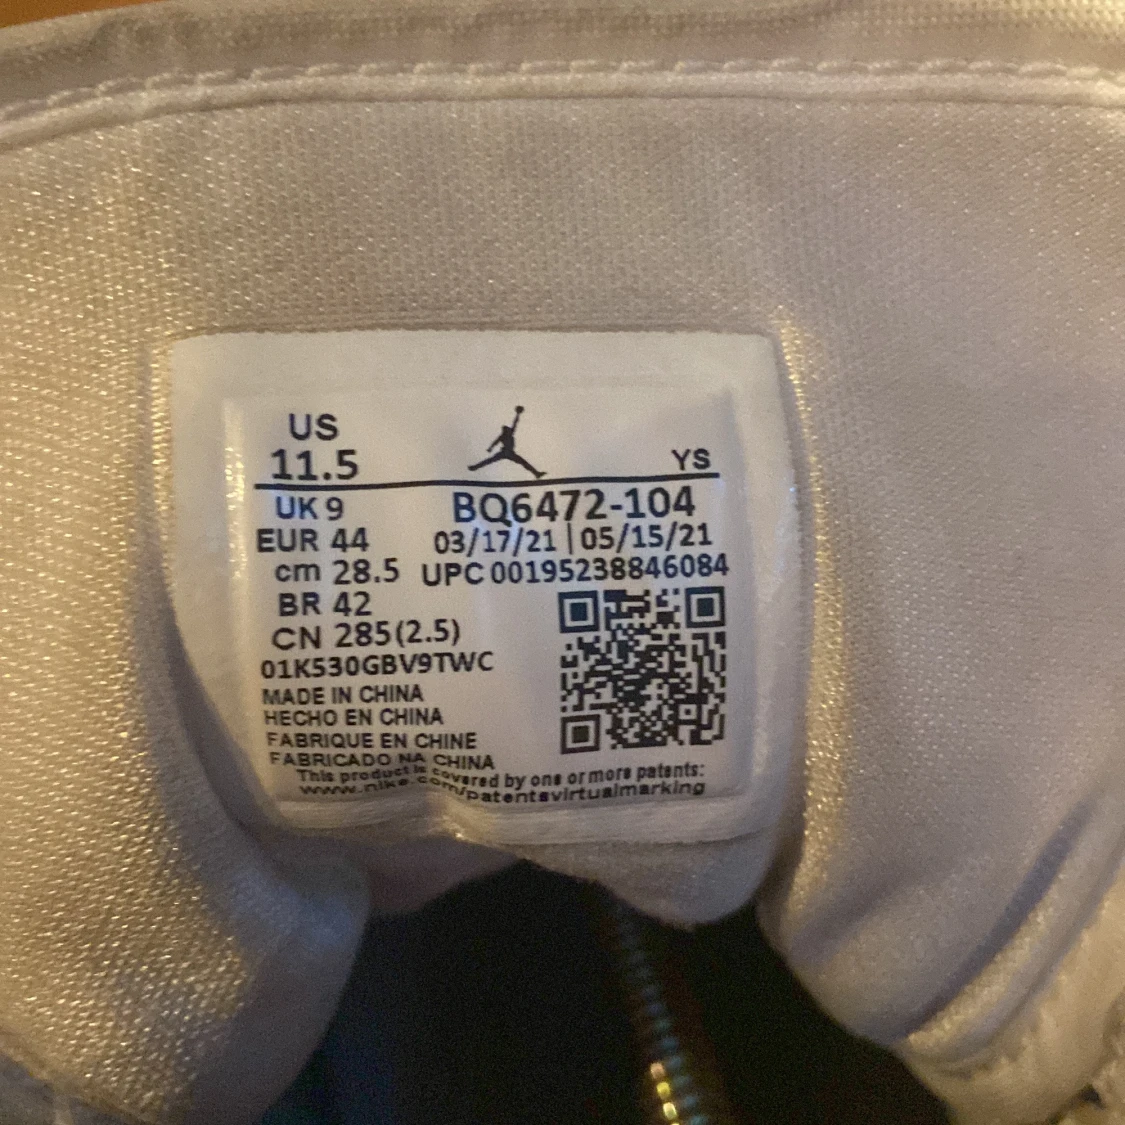 US
11.5
YS
UK 9
BQ6472-104
EUR 44
03/17/21 | 05/15/21
cm 28.5
UPC 00195238846084
BR 42
CN 285(2.5)
01K530GBV9TWC
MADE IN CHINA
HECHO EN CHINA
FABRIQUE EN CHINE
FABRICADO NA CHINA
This product is covered by one or more patents:
www.nike.com/patentsvirtualmarking